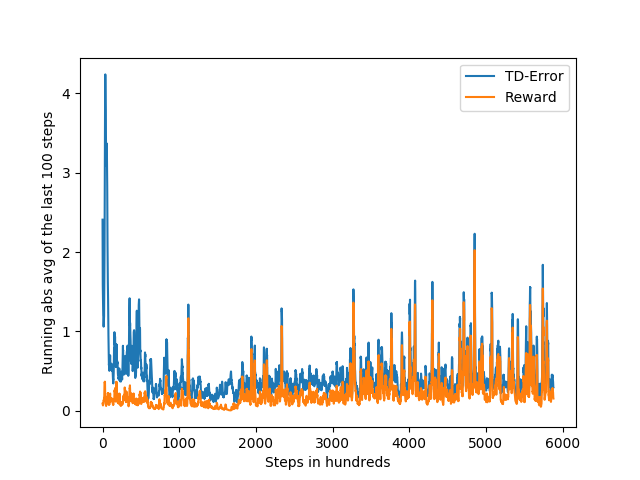 TD-Error
Reward
Running abs avg of the last 100 steps
4
3
2
1
0
0 1000 2000 3000 4000 5000 6000
Steps in hundreds